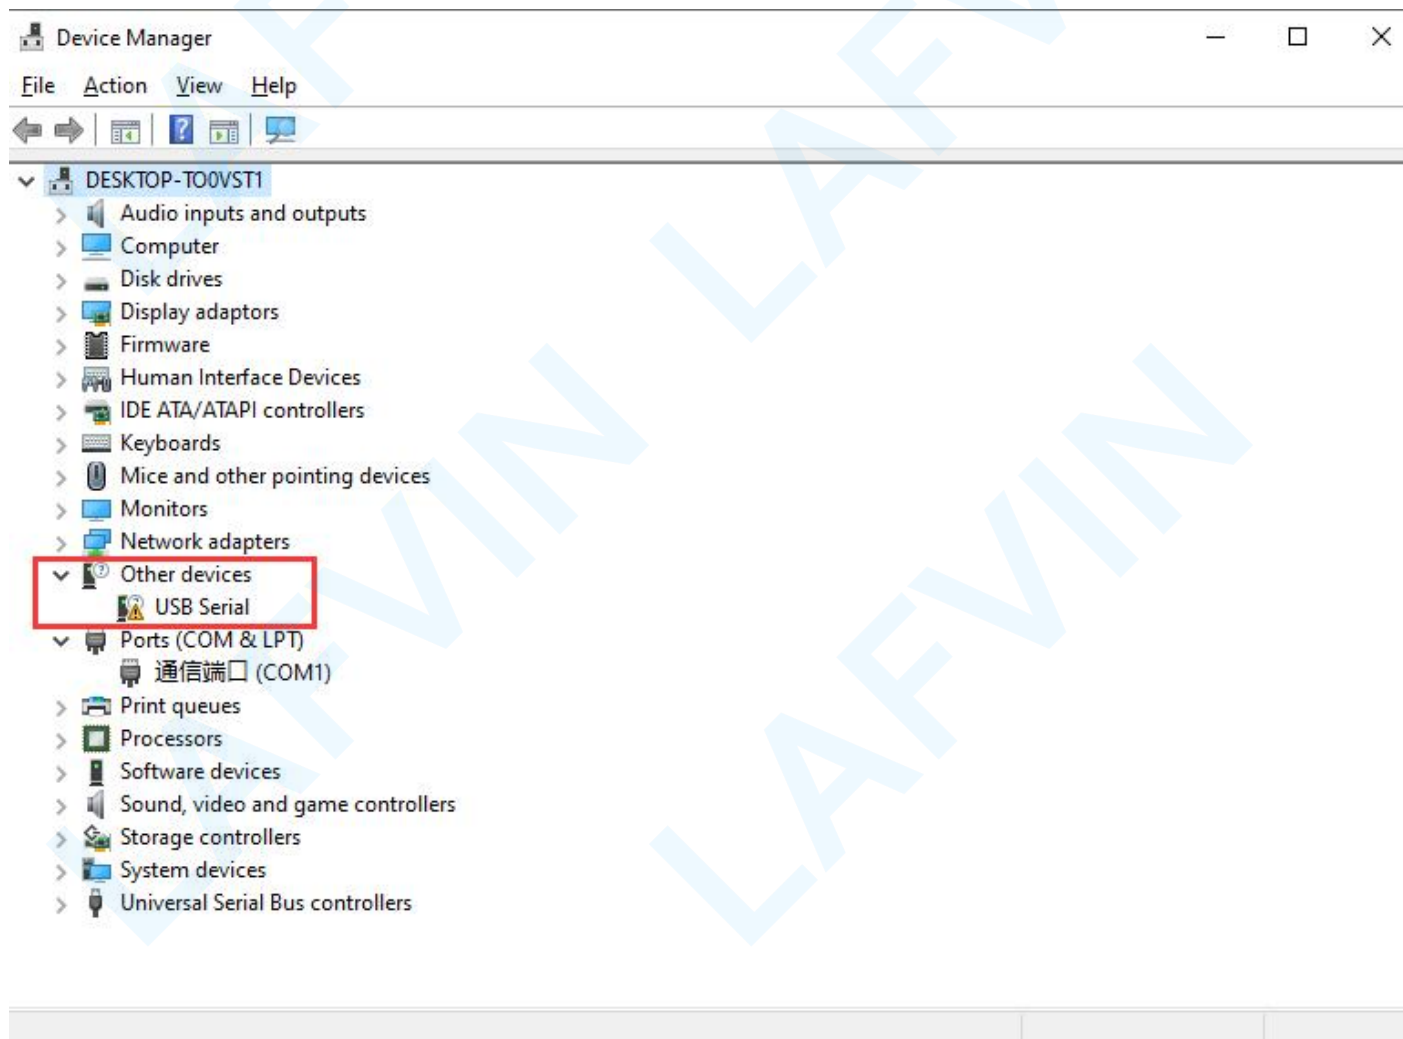 Device Manager
File Action View Help
DESKTOP-TO0VST1
Audio inputs and outputs
Computer
Disk drives
Display adaptors
Firmware
Human Interface Devices
IDE ATA/ATAPI controllers
Keyboards
Mice and other pointing devices
Monitors
Network adapters
Other devices
USB Serial
Ports (COM & LPT)
通信端口 (COM1)
Print queues
Processors
Software devices
Sound, video and game controllers
Storage controllers
System devices
Universal Serial Bus controllers
LAFVIN
LAFVIN
LAFVIN
LAFVIN